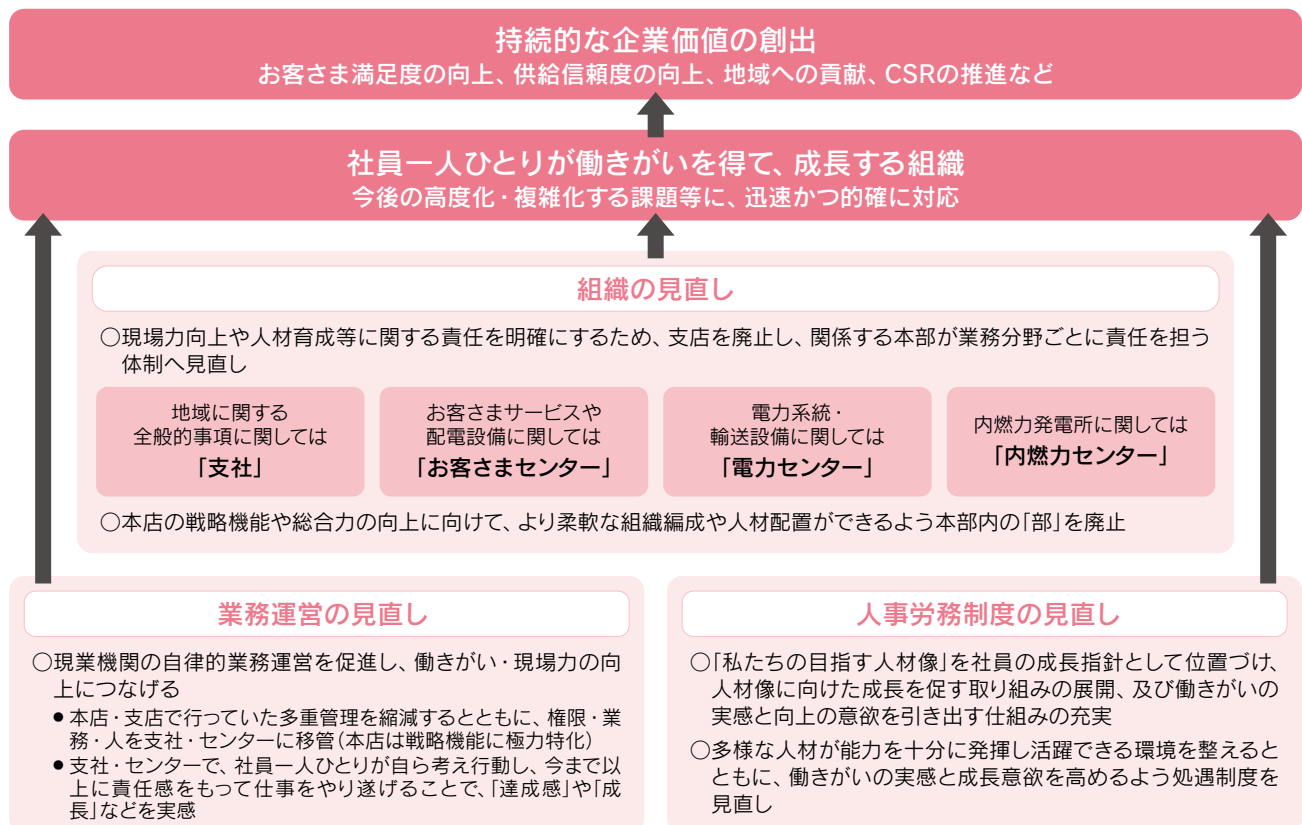 持続的な企業価値の創出
お客さま満足度の向上、供給信頼度の向上、地域への貢献、CSRの推進など
社員一人ひとりが働きがいを得て、成長する組織
今後の高度化・複雑化する課題等に、迅速かつ的確に対応
組織の見直し
○現場力向上や人材育成等に関する責任を明確にするため、支店を廃止し、関係する本部が業務分野ごとに責任を担う
体制へ見直し
地域に関する
全般的事項に関しては
「支社」
お客さまサービスや
配電設備に関しては
「お客さまセンター」
電力系統・
輸送設備に関しては
「電力センター」
内燃力発電所に関しては
「内燃力センター」
○本店の戦略機能や総合力の向上に向けて、より柔軟な組織編成や人材配置ができるよう本部内の「部」を廃止
業務運営の見直し
○現業機関の自律的業務運営を促進し、働きがい・現場力の向
上につなげる
●本店・支店で行っていた多重管理を縮減するとともに、権限・業
務・人を支社・センターに移管(本店は戦略機能に極力特化)
●支社・センターで、社員一人ひとりが自ら考え行動し、今まで以
上に責任感をもって仕事をやり遂げることで、「達成感」や「成
長」などを実感
人事労務制度の見直し
○「私たちの目指す人材像」を社員の成長指針として位置づけ、
人材像に向けた成長を促す取り組みの展開、及び働きがいの
実感と向上の意欲を引き出す仕組みの充実
○多様な人材が能力を十分に発揮し活躍できる環境を整えると
ともに、働きがいの実感と成長意欲を高めるよう処遇制度を
見直し